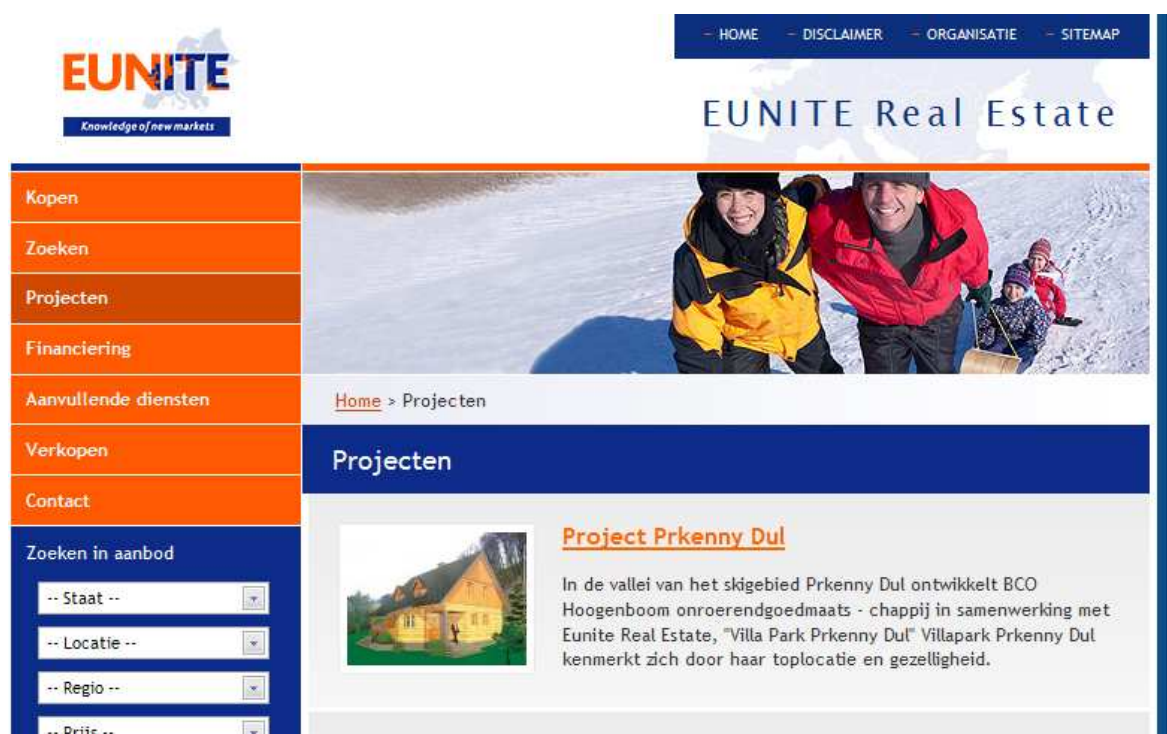 EUNITE
Knowledge of new markets
– HOME – DISCLAIMER – ORGANISATIE – SITEMAP
EUNITE Real Estate
Kopen
Zoeken
Projecten
Financiering
Aanvullende diensten
Verkopen
Contact
Zoeken in aanbod
-- Staat --
-- Locatie --
-- Regio --
-- Prijs --
Home > Projecten
Projecten
Project Prkenny Dul
In de vallei van het skigebied Prkenny Dul ontwikkelt BCO
Hoogenboom onroerendgoedmaats - chappij in samenwerking met
Eunite Real Estate, "Villa Park Prkenny Dul" Villapark Prkenny Dul
kenmerkt zich door haar toplocatie en gezelligheid.